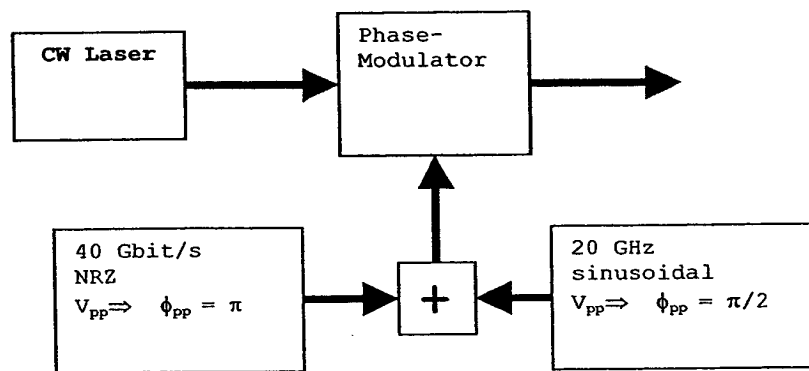 CW Laser
Phase-
Modulator
40 Gbit/s
NRZ
Vpp⇒ ϕpp = π
+
20 GHz
sinusoidal
Vpp⇒ ϕpp = π/2